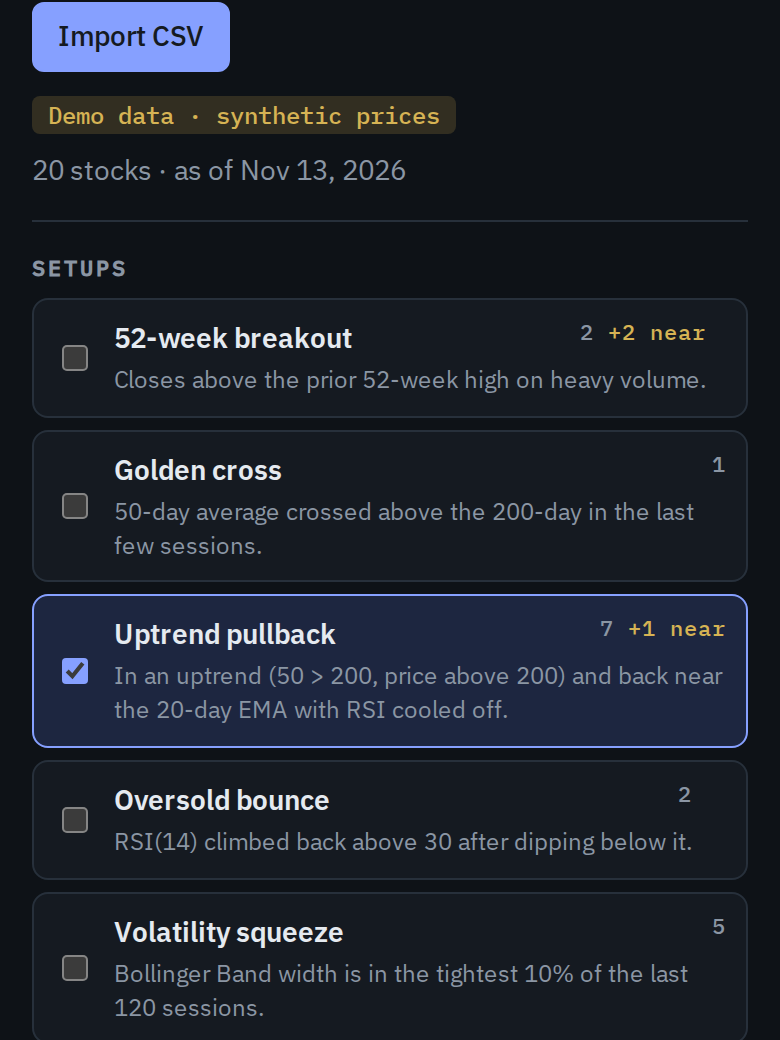 Import CSV
Demo data · synthetic prices
20 stocks · as of Nov 13, 2026
SETUPS
52-week breakout 2 +2 near
Closes above the prior 52-week high on heavy volume.
Golden cross 1
50-day average crossed above the 200-day in the last
few sessions.
Uptrend pullback 7 +1 near
In an uptrend (50 > 200, price above 200) and back near
the 20-day EMA with RSI cooled off.
Oversold bounce 2
RSI(14) climbed back above 30 after dipping below it.
Volatility squeeze 5
Bollinger Band width is in the tightest 10% of the last
120 sessions.